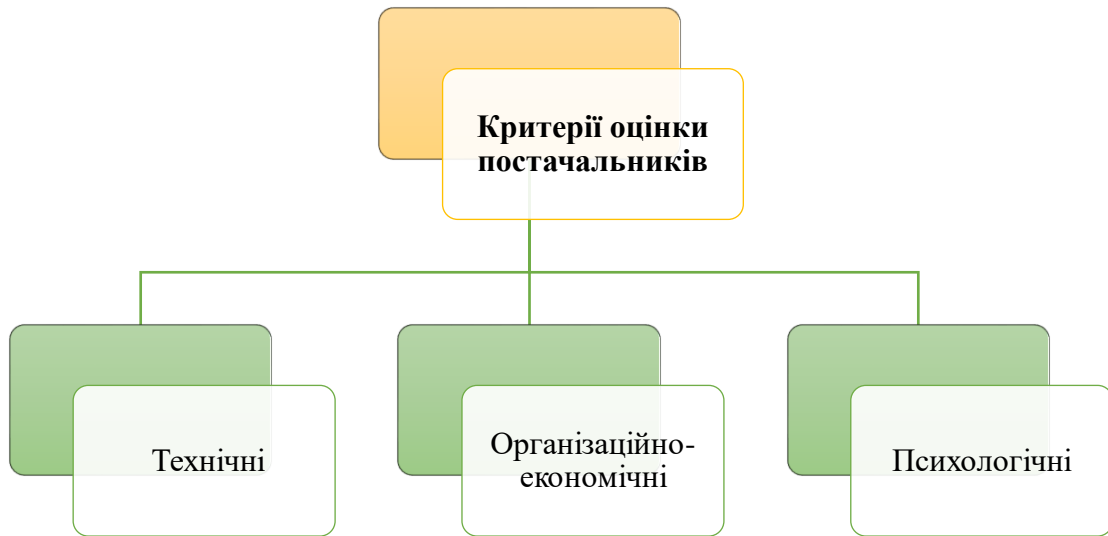 Критерії оцінки
постачальників
Технічні
Організаційно-
економічні
Психологічні